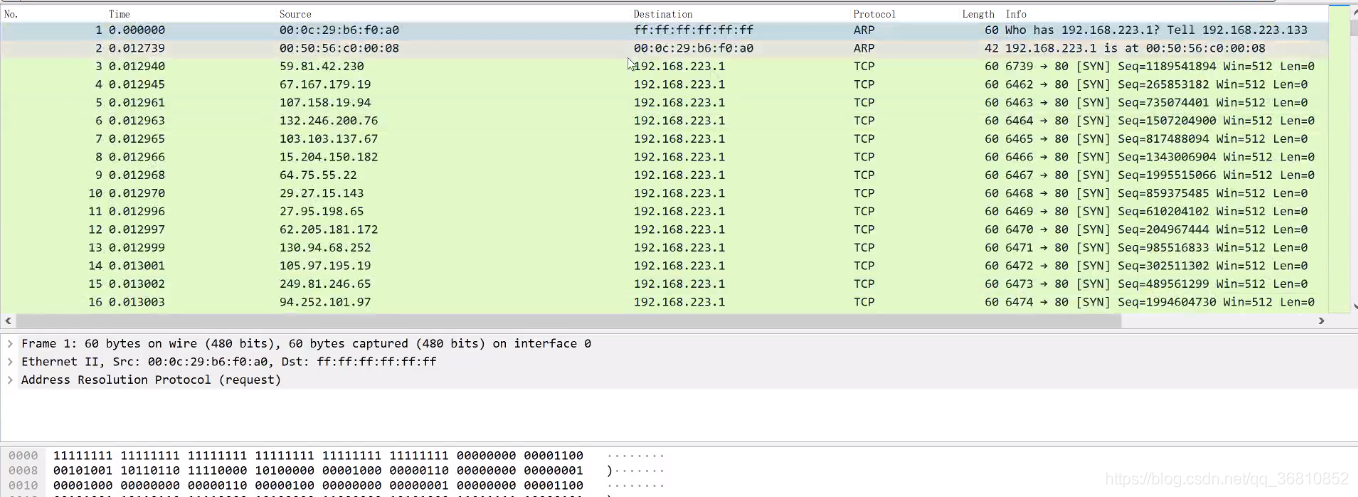 No. Time Source Destination Protocol Length Info
1 0.000000 00:0c:29:b6:f0:a0 ff:ff:ff:ff:ff:ff ARP 60 Who has 192.168.223.1? Tell 192.168.223.133
2 0.012739 00:50:56:c0:00:08 00:0c:29:b6:f0:a0 ARP 42 192.168.223.1 is at 00:50:56:c0:00:08
3 0.012940 59.81.42.230 192.168.223.1 TCP 60 6739 → 80 [SYN] Seq=1189541894 Win=512 Len=0
4 0.012945 67.167.179.19 192.168.223.1 TCP 60 6462 → 80 [SYN] Seq=265853182 Win=512 Len=0
5 0.012961 107.158.19.94 192.168.223.1 TCP 60 6463 → 80 [SYN] Seq=735074401 Win=512 Len=0
6 0.012963 132.246.200.76 192.168.223.1 TCP 60 6464 → 80 [SYN] Seq=1507204900 Win=512 Len=0
7 0.012965 103.103.137.67 192.168.223.1 TCP 60 6465 → 80 [SYN] Seq=817488094 Win=512 Len=0
8 0.012966 15.204.150.182 192.168.223.1 TCP 60 6466 → 80 [SYN] Seq=1343006904 Win=512 Len=0
9 0.012968 64.75.55.22 192.168.223.1 TCP 60 6467 → 80 [SYN] Seq=1995515066 Win=512 Len=0
10 0.012970 29.27.15.143 192.168.223.1 TCP 60 6468 → 80 [SYN] Seq=859375485 Win=512 Len=0
11 0.012996 27.95.198.65 192.168.223.1 TCP 60 6469 → 80 [SYN] Seq=610204102 Win=512 Len=0
12 0.012997 62.205.181.172 192.168.223.1 TCP 60 6470 → 80 [SYN] Seq=204967444 Win=512 Len=0
13 0.012999 130.94.68.252 192.168.223.1 TCP 60 6471 → 80 [SYN] Seq=985516833 Win=512 Len=0
14 0.013001 105.97.195.19 192.168.223.1 TCP 60 6472 → 80 [SYN] Seq=302511302 Win=512 Len=0
15 0.013002 249.81.246.65 192.168.223.1 TCP 60 6473 → 80 [SYN] Seq=489561299 Win=512 Len=0
16 0.013003 94.252.101.97 192.168.223.1 TCP 60 6474 → 80 [SYN] Seq=1994604730 Win=512 Len=0
Frame 1: 60 bytes on wire (480 bits), 60 bytes captured (480 bits) on interface 0
Ethernet II, Src: 00:0c:29:b6:f0:a0, Dst: ff:ff:ff:ff:ff:ff
Address Resolution Protocol (request)
0000 11111111 11111111 11111111 11111111 11111111 11111111 00000000 00001100 ········
0008 00101001 10110110 11110000 10100000 00001000 00000110 00000000 00000001 )·······
0010 00001000 00000000 00000110 00000100 00000000 00000001 00000000 00001100 ········
https://blog.csdn.net/qq_36810852